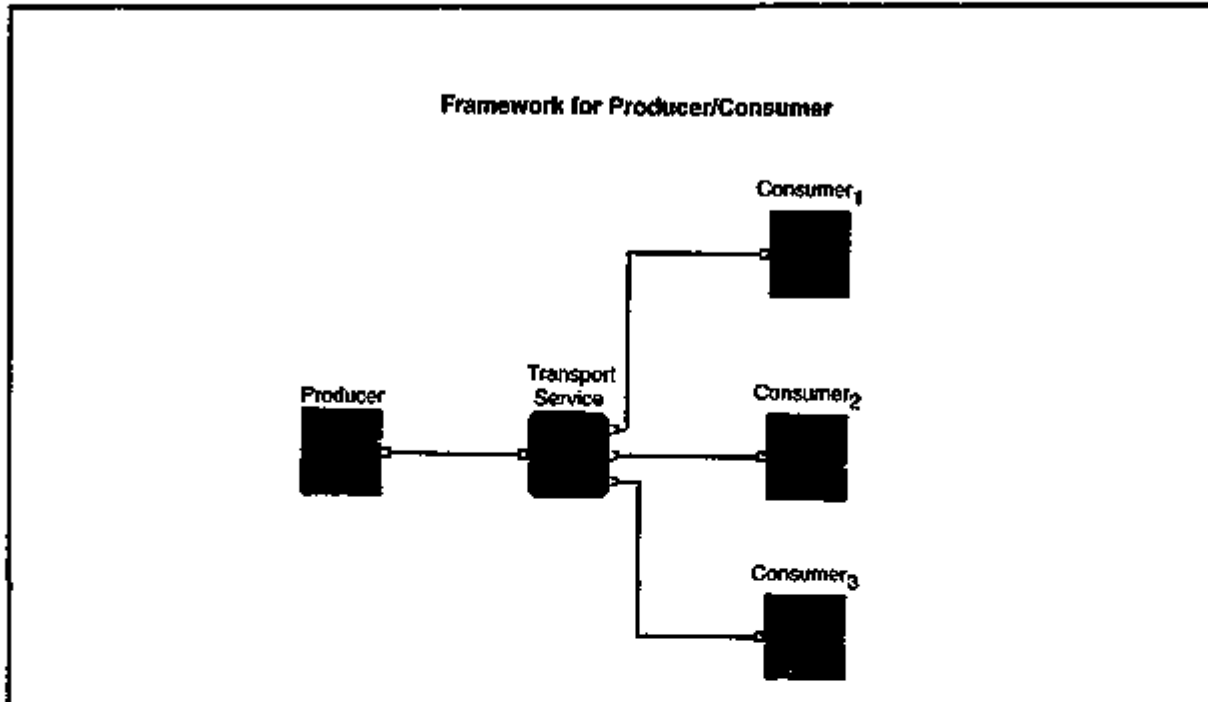 Framework for Producer/Consumer
Consumer1
Transport
Service
Producer
Consumer2
Consumer3